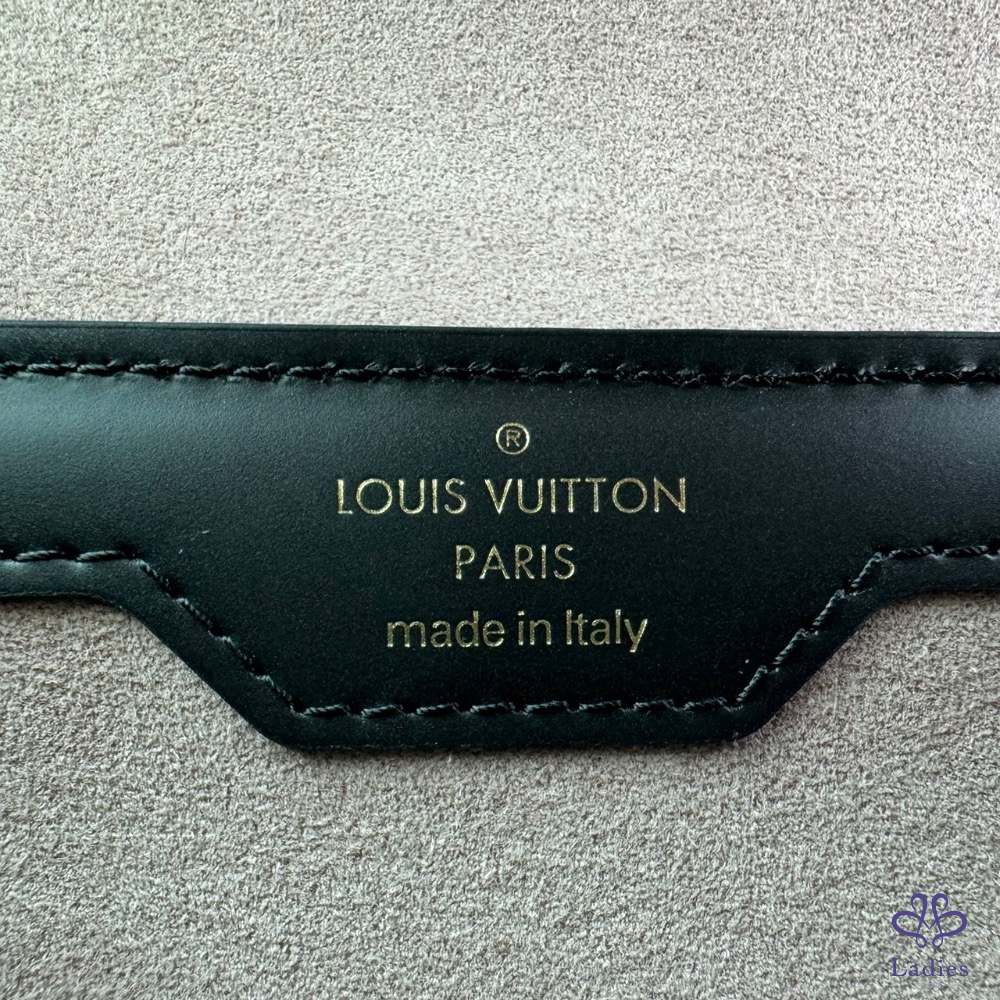 ®
LOUIS VUITTON
PARIS
made in Italy
Ladies